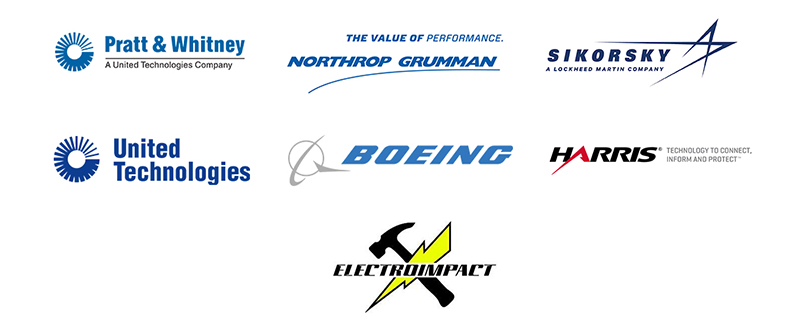 Pratt & Whitney
A United Technologies Company
THE VALUE OF PERFORMANCE.
NORTHROP GRUMMAN
SIKORSKY
A LOCKHEED MARTIN COMPANY
United
Technologies
BOEING
HARRIS®
TECHNOLOGY TO CONNECT,
INFORM AND PROTECT™
ELECTROIMPACT